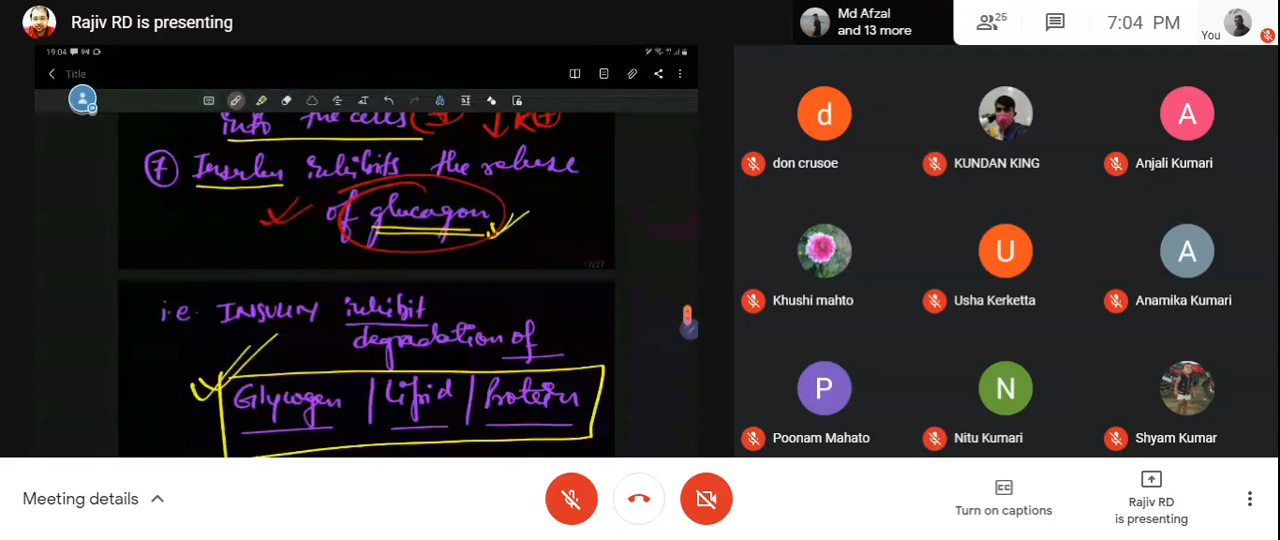 Rajiv RD is presenting
Md Afzal
and 13 more
25
7:04 PM
You
19:04
Title
into the cells (↑) ↓ K(+)
⑦ Insulin inhibits the release
of glucagon
i.e. INSULIN inhibit
degradation of
Glycogen | Lipid | Protein
d
don crusoe
KUNDAN KING
A
Anjali Kumari
Khushi mahto
U
Usha Kerketta
A
Anamika Kumari
P
Poonam Mahato
N
Nitu Kumari
Shyam Kumar
Meeting details
CC
Turn on captions
Rajiv RD
is presenting